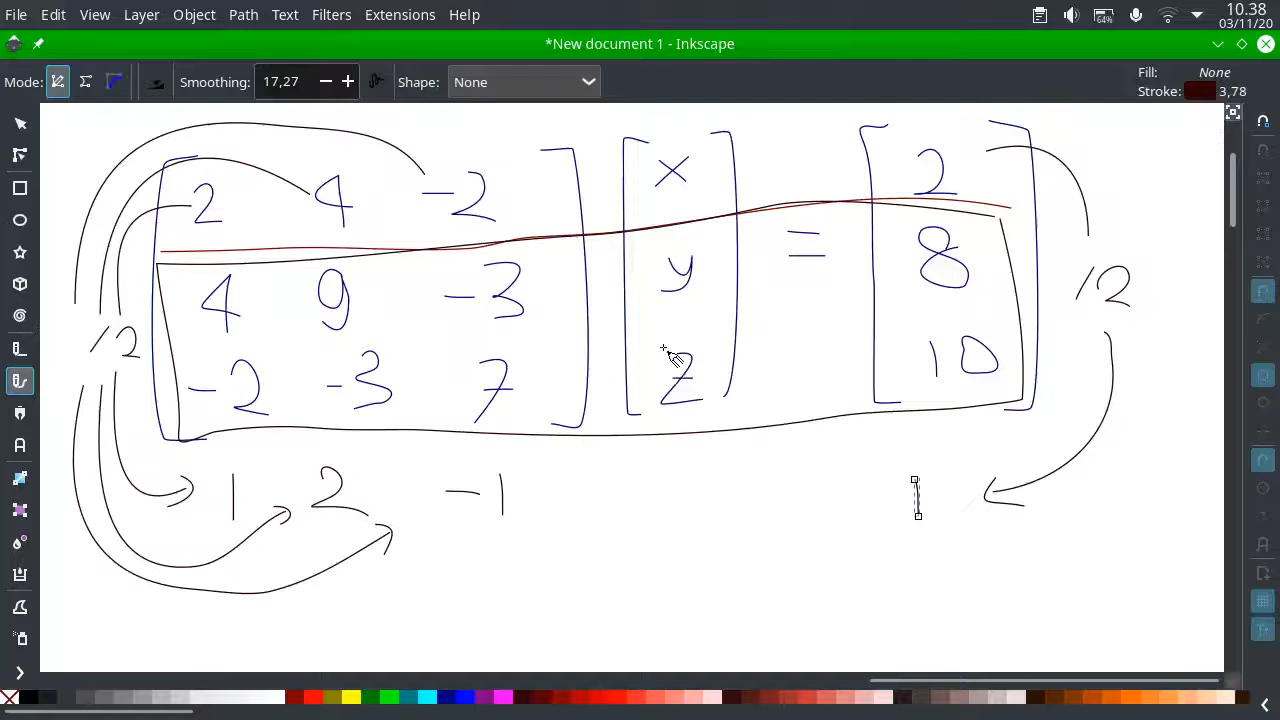 File Edit View Layer Object Path Text Filters Extensions Help
64%
10.38
03/11/20
*New document 1 - Inkscape
Mode: Smoothing: 17,27 Shape: None
Fill: None
Stroke: 3,78
2 4 -2 x 2
4 9 -3 y = 8
-2 -3 7 z 10
/2 /2
1 2 -1 1